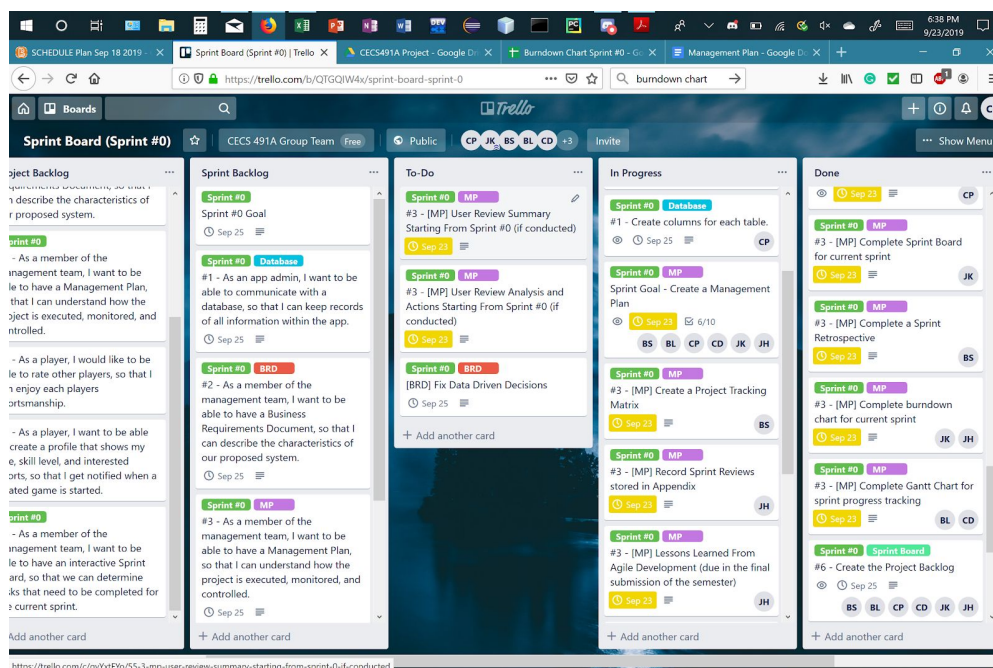 6:38 PM
9/23/2019
SCHEDULE Plan Sep 18 2019 -
Sprint Board (Sprint #0) | Trello
CECS491A Project - Google Dr
Burndown Chart Sprint #0 - Go
Management Plan - Google Do
https://trello.com/b/QTGQIW4x/sprint-board-sprint-0
burndown chart
Boards
Trello
Sprint Board (Sprint #0)
CECS 491A Group Team Free
Public
CP JK BS BL CD +3
Invite
... Show Menu
oject Backlog
describe the characteristics of
r proposed system.
print #0
- As a member of the
anagement team, I want to be
le to have a Management Plan,
that I can understand how the
oject is executed, monitored, and
ntrolled.
- As a player, I would like to be
le to rate other players, so that I
n enjoy each players
ortsmanship.
- As a player, I want to be able
create a profile that shows my
e, skill level, and interested
orts, so that I get notified when a
ated game is started.
print #0
- As a member of the
anagement team, I want to be
le to have an interactive Sprint
ard, so that we can determine
sks that need to be completed for
e current sprint.
Add another card
Sprint Backlog
Sprint #0
Sprint #0 Goal
Sep 25
Sprint #0 Database
#1 - As an app admin, I want to be
able to communicate with a
database, so that I can keep records
of all information within the app.
Sep 25
Sprint #0 BRD
#2 - As a member of the
management team, I want to be
able to have a Business
Requirements Document, so that I
can describe the characteristics of
our proposed system.
Sep 25
Sprint #0 MP
#3 - As a member of the
management team, I want to be
able to have a Management Plan,
so that I can understand how the
project is executed, monitored, and
controlled.
Sep 25
+ Add another card
To-Do
Sprint #0 MP
#3 - [MP] User Review Summary
Starting From Sprint #0 (if conducted)
Sep 23
Sprint #0 MP
#3 - [MP] User Review Analysis and
Actions Starting From Sprint #0 (if
conducted)
Sep 23
Sprint #0 BRD
[BRD] Fix Data Driven Decisions
Sep 25
+ Add another card
In Progress
Sprint #0 Database
#1 - Create columns for each table.
Sep 25
CP
Sprint #0 MP
Sprint Goal - Create a Management
Plan
Sep 23 6/10
BS BL CP CD JK JH
Sprint #0 MP
#3 - [MP] Create a Project Tracking
Matrix
Sep 23
BS
Sprint #0 MP
#3 - [MP] Record Sprint Reviews
stored in Appendix
Sep 23
JH
Sprint #0 MP
#3 - [MP] Lessons Learned From
Agile Development (due in the final
submission of the semester)
Sep 23
JH
+ Add another card
Done
Sep 23
CP
Sprint #0 MP
#3 - [MP] Complete Sprint Board
for current sprint
Sep 23
JK
Sprint #0 MP
#3 - [MP] Complete a Sprint
Retrospective
Sep 23
BS
Sprint #0 MP
#3 - [MP] Complete burndown
chart for current sprint
Sep 23
JK JH
Sprint #0 MP
#3 - [MP] Complete Gantt Chart for
sprint progress tracking
Sep 23
BL CD
Sprint #0 Sprint Board
#6 - Create the Project Backlog
Sep 25
BS BL CP CD JK JH
+ Add another card